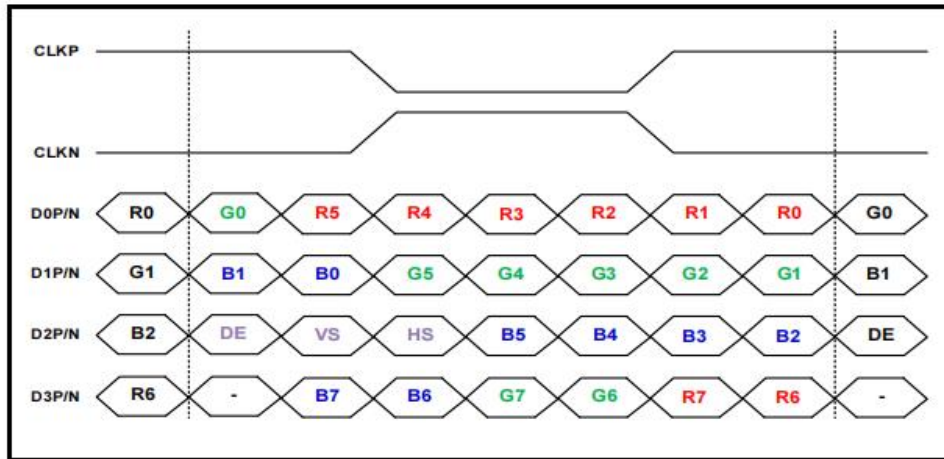 CLKP
CLKN
D0P/N R0 G0 R5 R4 R3 R2 R1 R0 G0
D1P/N G1 B1 B0 G5 G4 G3 G2 G1 B1
D2P/N B2 DE VS HS B5 B4 B3 B2 DE
D3P/N R6 - B7 B6 G7 G6 R7 R6 -